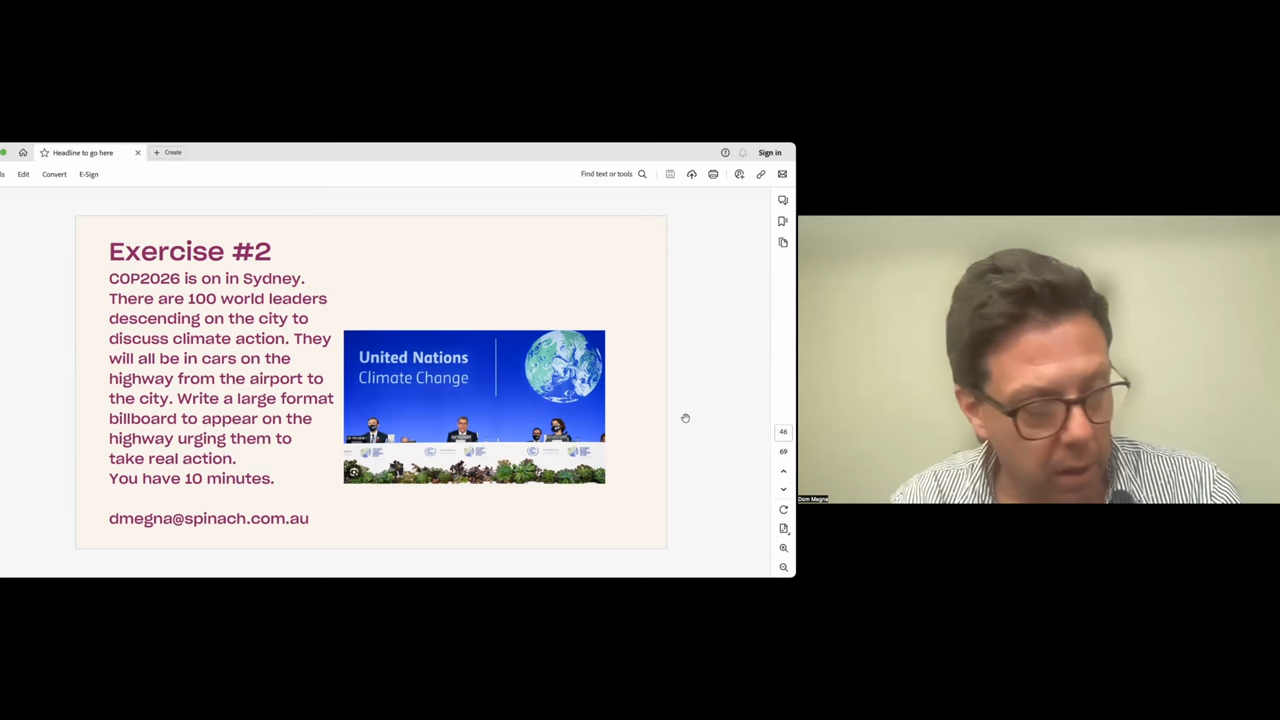 Headline to go here
Create
Sign in
ls
Edit
Convert
E-Sign
Find text or tools
Exercise #2
COP2026 is on in Sydney.
There are 100 world leaders
descending on the city to
discuss climate action. They
will all be in cars on the
highway from the airport to
the city. Write a large format
billboard to appear on the
highway urging them to
take real action.
You have 10 minutes.
dmegna@spinach.com.au
United Nations
Climate Change
46
69
Dom Megna